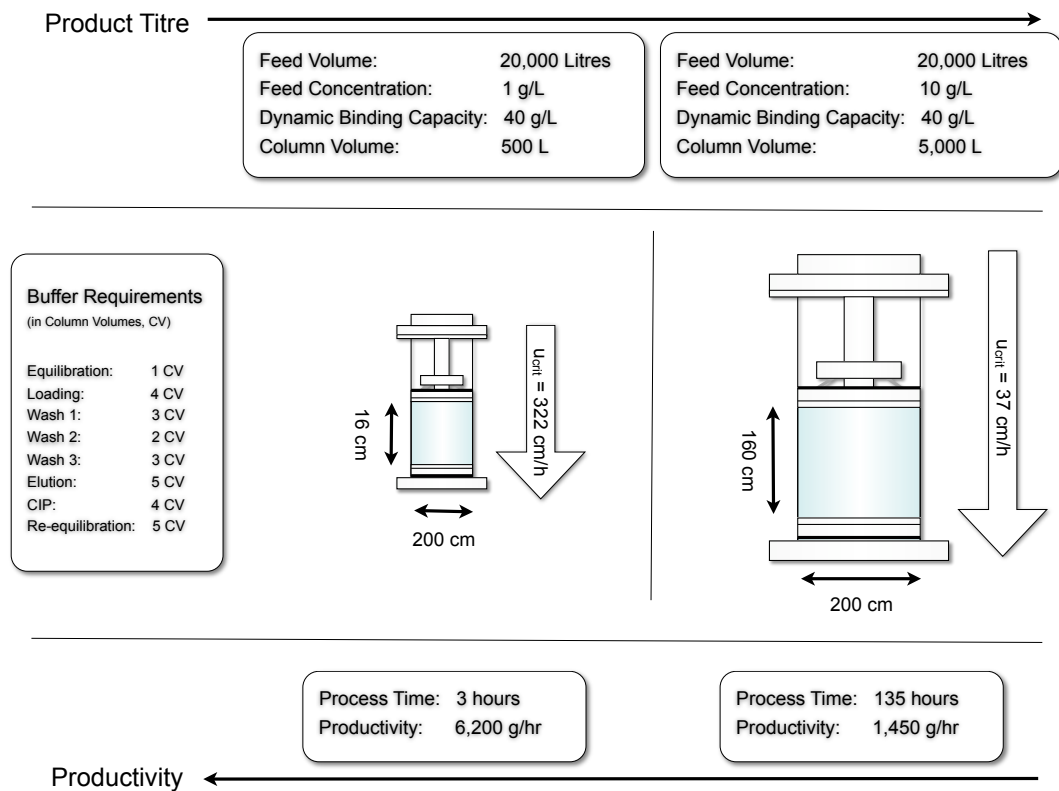 Product Titre
Feed Volume: 20,000 Litres
Feed Concentration: 1 g/L
Dynamic Binding Capacity: 40 g/L
Column Volume: 500 L
Feed Volume: 20,000 Litres
Feed Concentration: 10 g/L
Dynamic Binding Capacity: 40 g/L
Column Volume: 5,000 L
Buffer Requirements
(in Column Volumes, CV)
Equilibration: 1 CV
Loading: 4 CV
Wash 1: 3 CV
Wash 2: 2 CV
Wash 3: 3 CV
Elution: 5 CV
CIP: 4 CV
Re-equilibration: 5 CV
16 cm
200 cm
u_crit = 322 cm/h
160 cm
200 cm
u_crit = 37 cm/h
Process Time: 3 hours
Productivity: 6,200 g/hr
Process Time: 135 hours
Productivity: 1,450 g/hr
Productivity